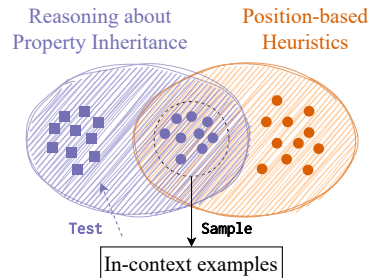 Reasoning about
Property Inheritance
Position-based
Heuristics
Test
Sample
In-context examples